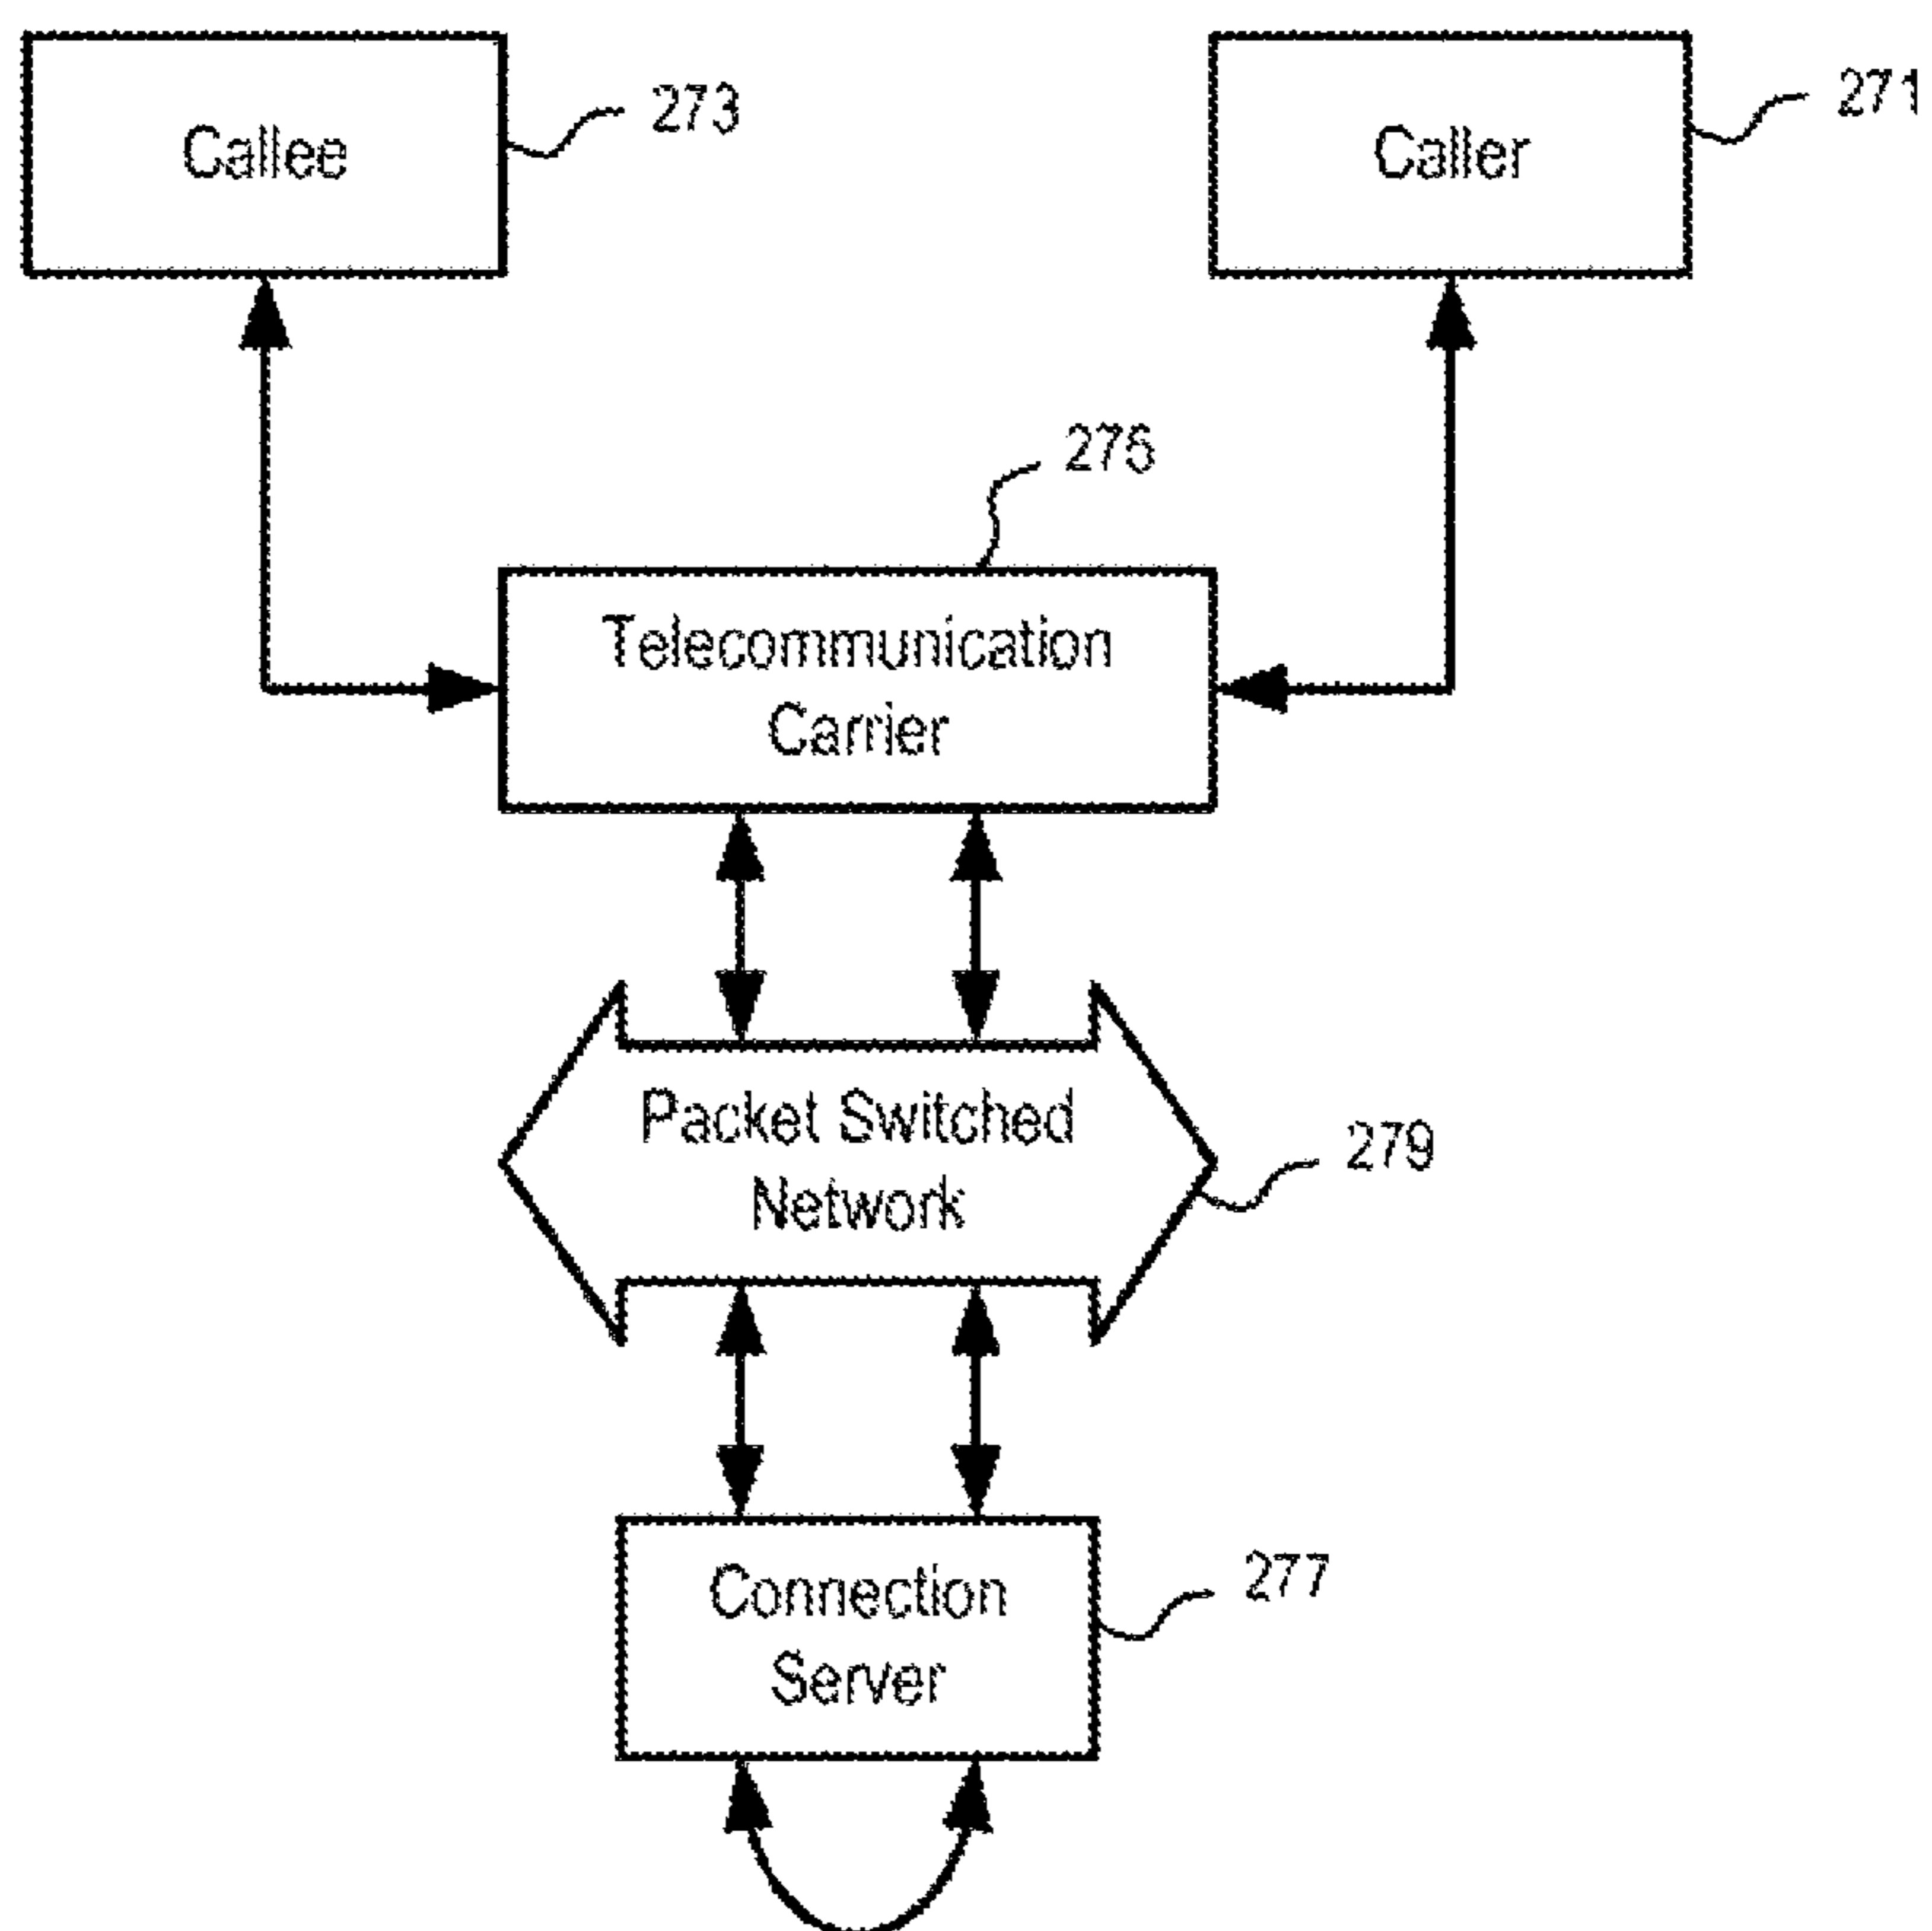 Callee
273
Caller
271
275
Telecommunication
Carrier
Packet Switched
Network
279
Connection
Server
277